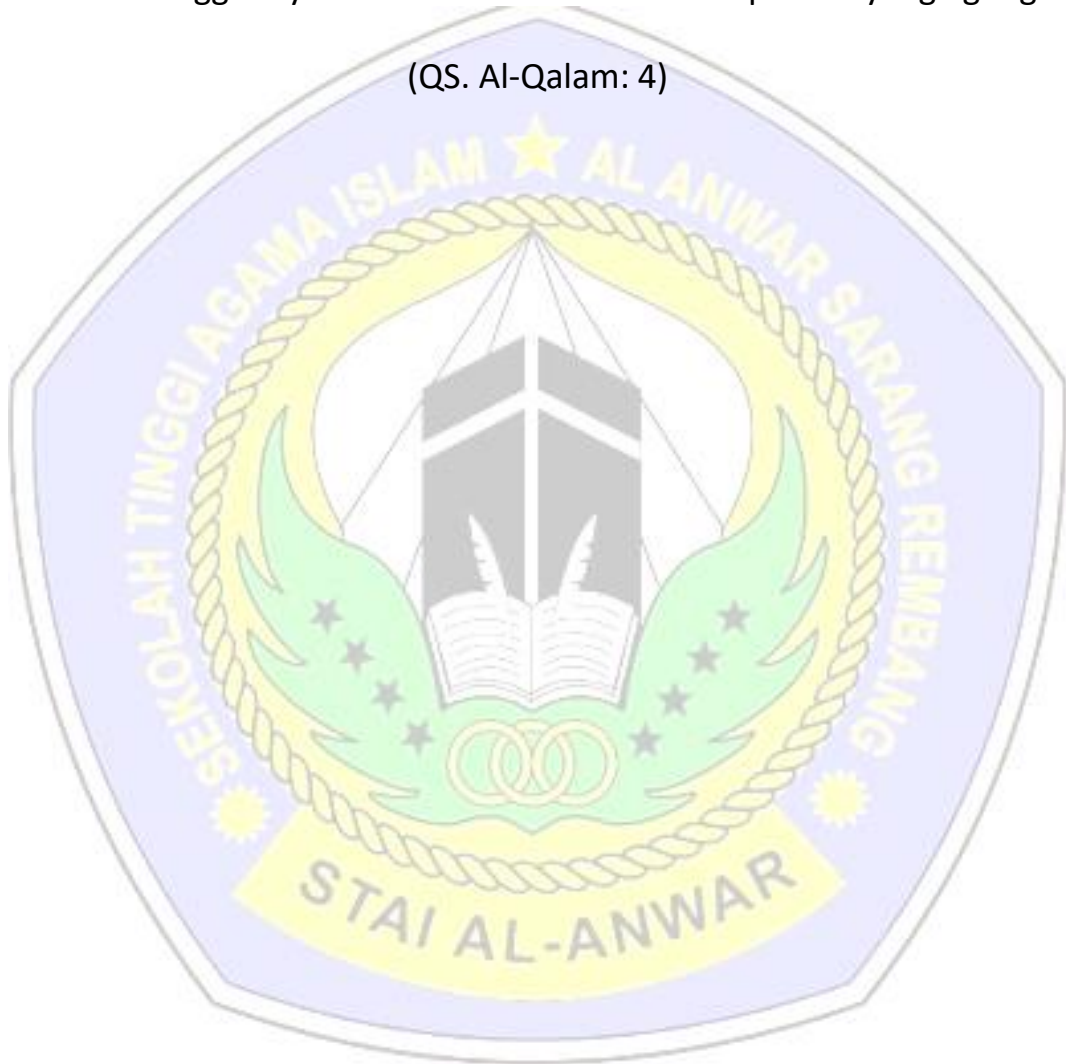 (QS. Al-Qalam: 4)
SEKOLAH TINGGI AGAMA ISLAM ★ AL ANWAR SARANG REMBANG
STAI AL-ANWAR